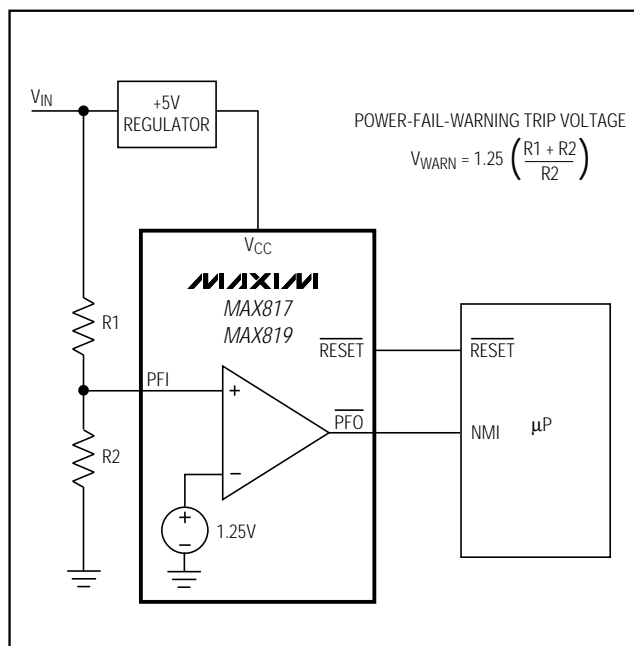 VIN
+5V
REGULATOR
POWER-FAIL-WARNING TRIP VOLTAGE
VWARN = 1.25 (R1 + R2 / R2)
VCC
MAXIM
MAX817
MAX819
R1
RESET
RESET
PFI
+
PFO
NMI
µP
R2
−
+
−
1.25V